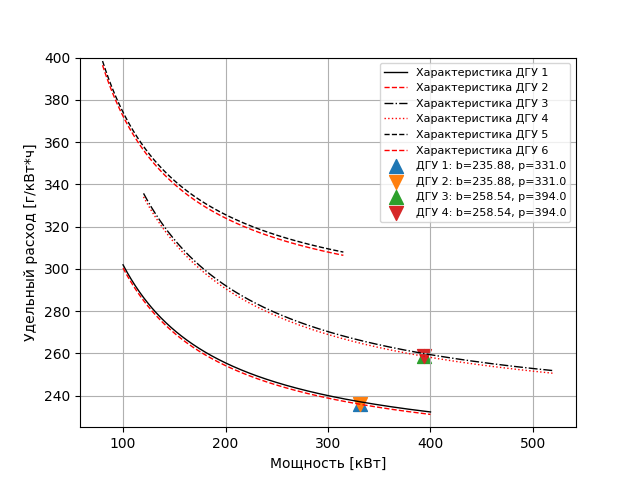 400
380
360
340
320
300
280
260
240
Удельный расход [г/кВт*ч]
Характеристика ДГУ 1
Характеристика ДГУ 2
Характеристика ДГУ 3
Характеристика ДГУ 4
Характеристика ДГУ 5
Характеристика ДГУ 6
ДГУ 1: b=235.88, p=331.0
ДГУ 2: b=235.88, p=331.0
ДГУ 3: b=258.54, p=394.0
ДГУ 4: b=258.54, p=394.0
100 200 300 400 500
Мощность [кВт]